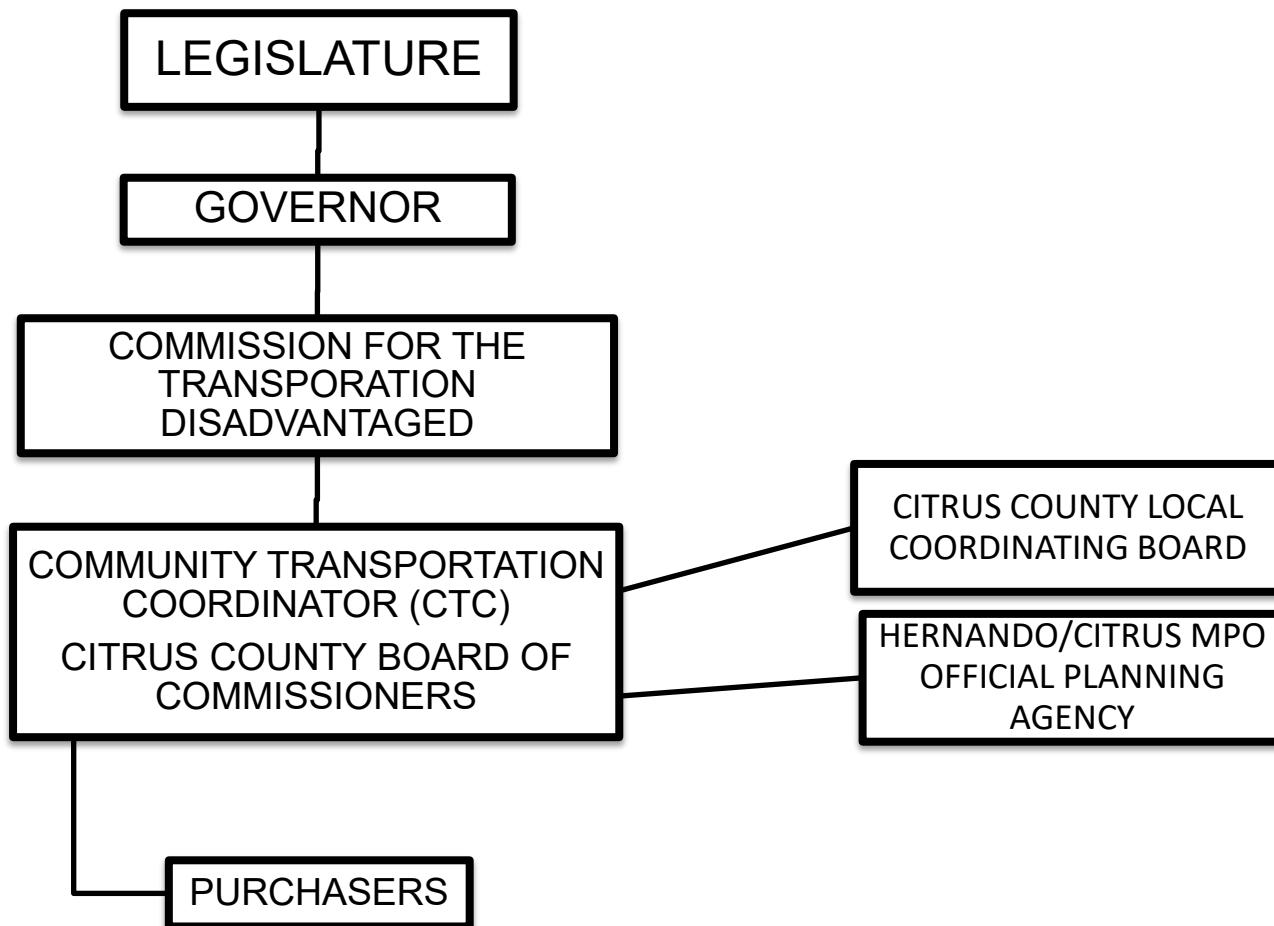 LEGISLATURE
GOVERNOR
COMMISSION FOR THE
TRANSPORATION
DISADVANTAGED
COMMUNITY TRANSPORTATION
COORDINATOR (CTC)
CITRUS COUNTY BOARD OF
COMMISSIONERS
CITRUS COUNTY LOCAL
COORDINATING BOARD
HERNANDO/CITRUS MPO
OFFICIAL PLANNING
AGENCY
PURCHASERS